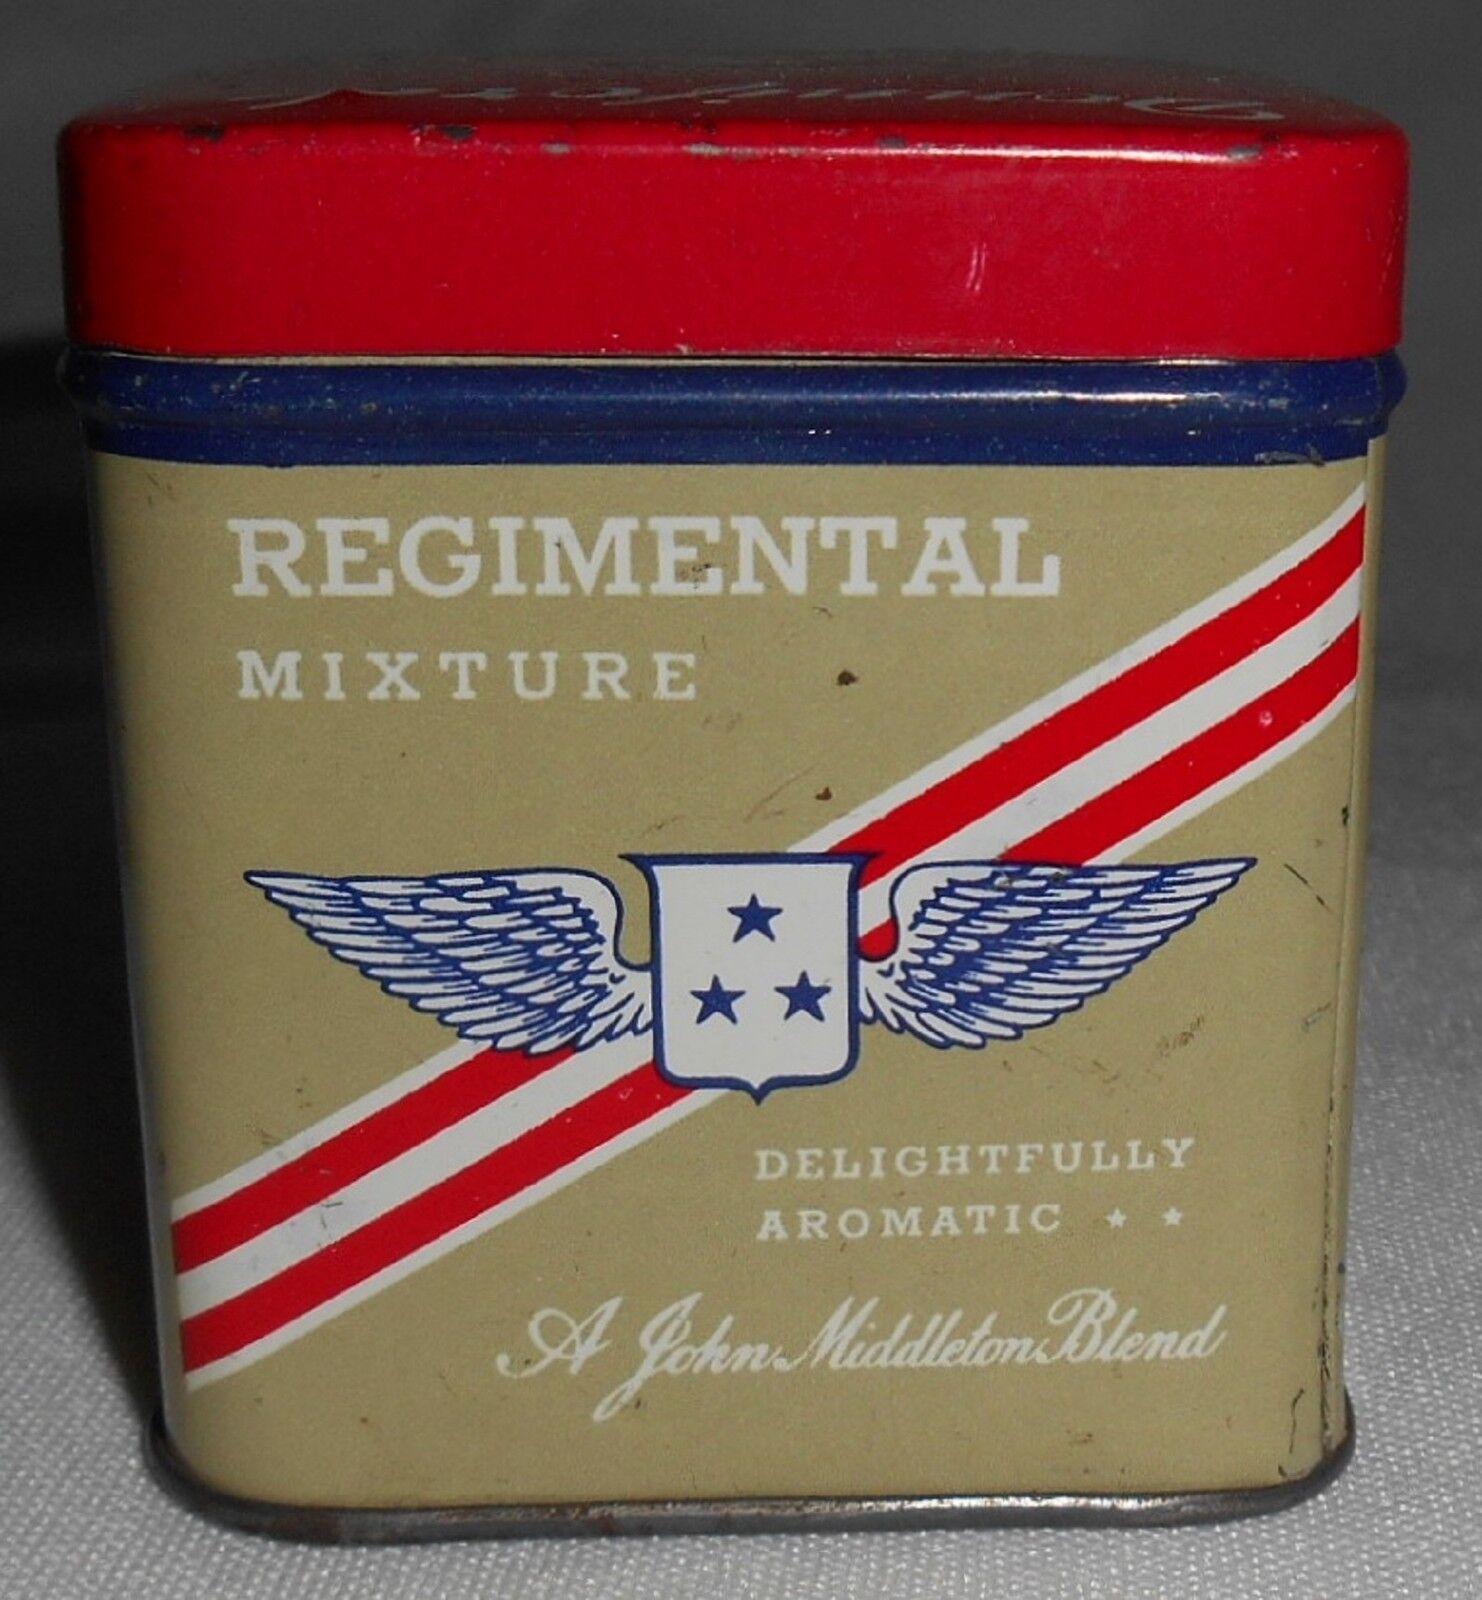 REGIMENTAL
MIXTURE
DELIGHTFULLY
AROMATIC ★ ★
A John Middleton Blend